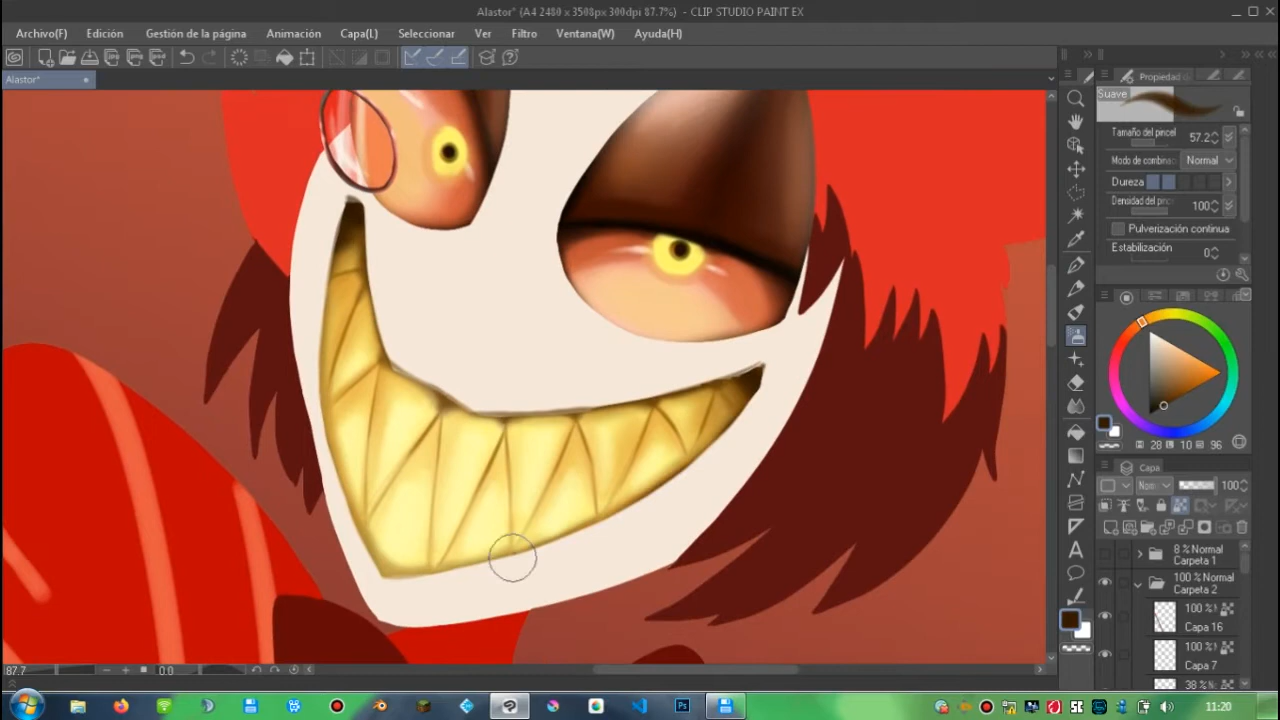 Alastor* (A4 2480 x 3508px 300dpi 87.7%) - CLIP STUDIO PAINT EX
Archivo(F) Edición Gestión de la página Animación Capa(L) Seleccionar Ver Filtro Ventana(W) Ayuda(H)
Alastor*
Propiedad d
Suave
Tamaño del pincel 57.2
Modo de combina Normal
Dureza
Densidad del pinc 100
Pulverización continua
Estabilización 0
H 28 L 10 S 96
Capa
Nom 100
8 % Normal
Carpeta 1
100 % Normal
Carpeta 2
100 %
Capa 16
100 %
Capa 7
38 %
87.7 0.0
11:20